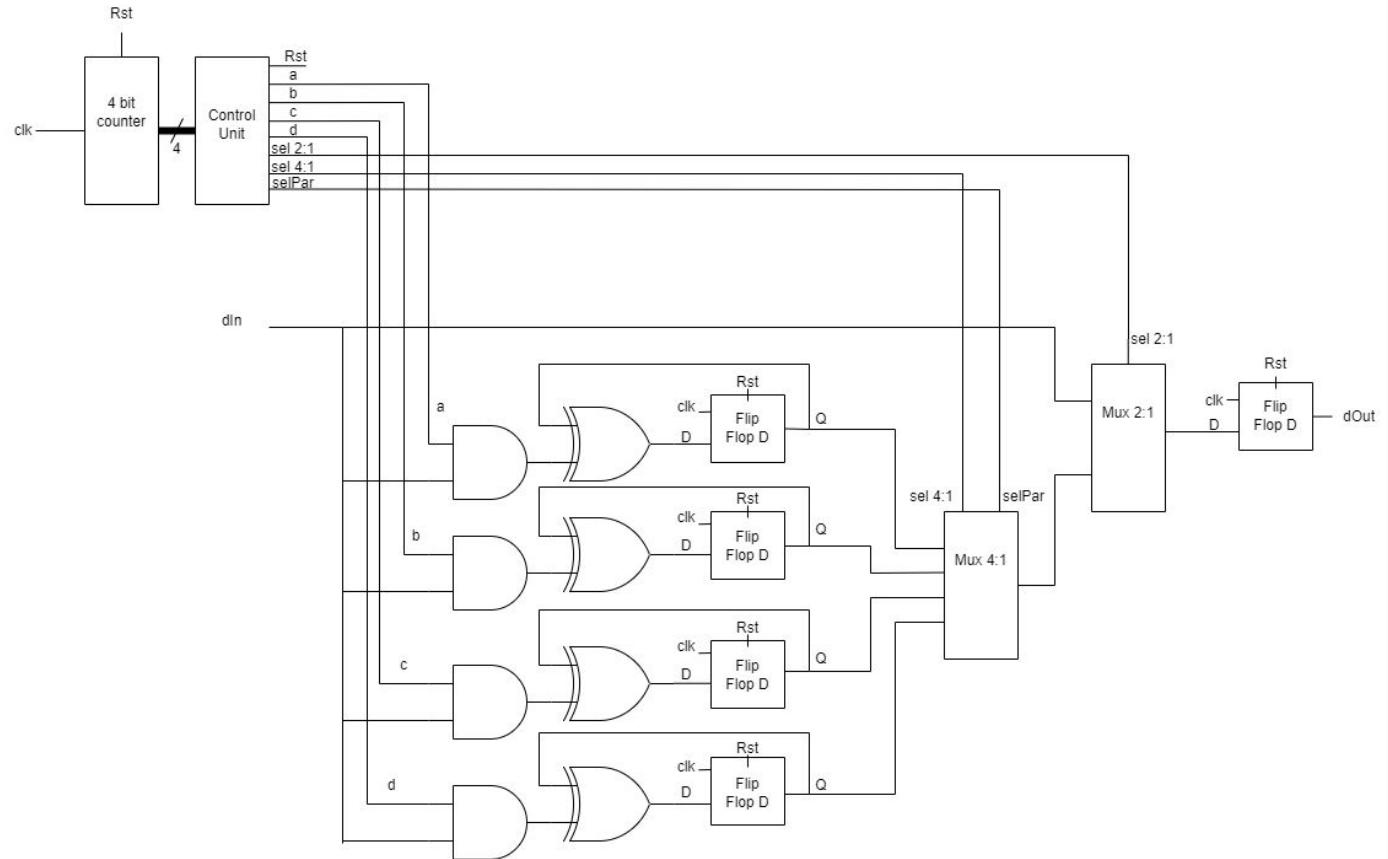 Rst
4 bit
counter
clk
4
Control
Unit
Rst
a
b
c
d
sel 2:1
sel 4:1
selPar
dIn
sel 2:1
Mux 2:1
Rst
clk
Flip
Flop D
D
dOut
a
Rst
clk
Flip
Flop D
D
Q
sel 4:1
selPar
Mux 4:1
b
Rst
clk
Flip
Flop D
D
Q
c
Rst
clk
Flip
Flop D
D
Q
d
Rst
clk
Flip
Flop D
D
Q